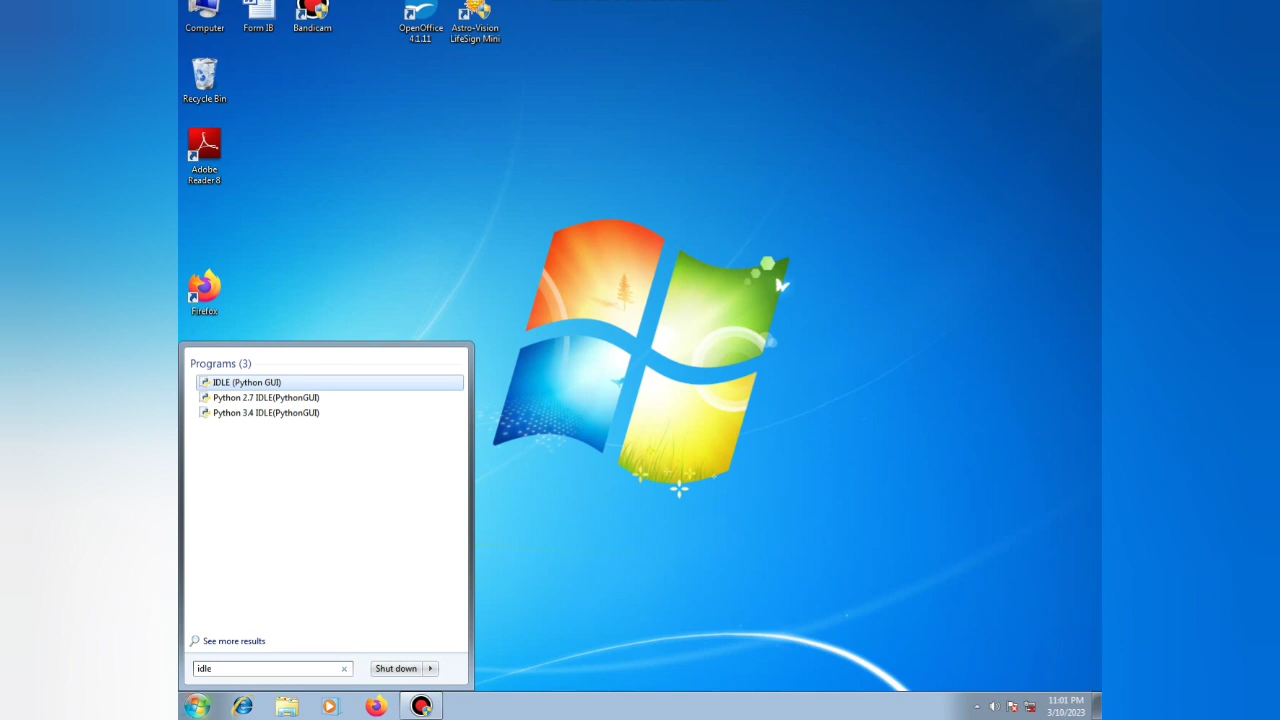 Computer
Form IB
Bandicam
OpenOffice
4.1.11
Astro-Vision
LifeSign Mini
Recycle Bin
Adobe
Reader 8
Firefox
Programs (3)
IDLE (Python GUI)
Python 2.7 IDLE(PythonGUI)
Python 3.4 IDLE(PythonGUI)
See more results
idle
Shut down
11:01 PM
3/10/2023